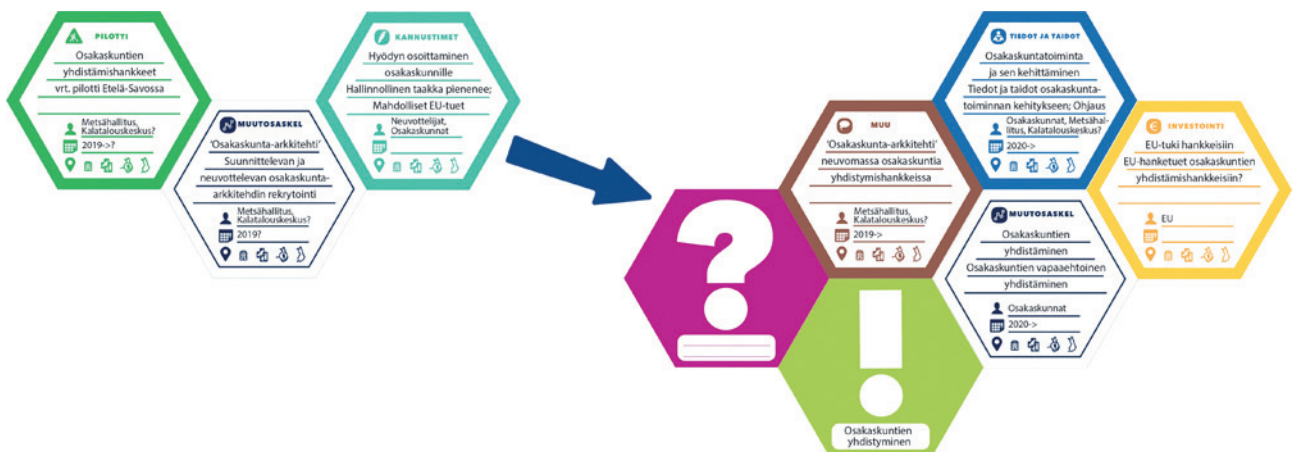 PILOTTI
Osakaskuntien
yhdistämishankkeet
vrt. pilotti Etelä-Savossa
Metsähallitus,
Kalatalouskeskus?
2019->?
MUUTOSASKEL
'Osakaskunta-arkkitehti'
Suunnittelevan ja
neuvottelevan osakaskunta-
arkkitehdin rekrytointi
Metsähallitus,
Kalatalouskeskus?
2019?
KANNUSTIMET
Hyödyn osoittaminen
osakaskunnille
Hallinnollinen taakka pienenee;
Mahdolliset EU-tuet
Neuvottelijat,
Osakaskunnat
?
MUU
'Osakaskunta-arkkitehti'
neuvomassa osakaskuntia
yhdistymishankkeissa
Metsähallitus,
Kalatalouskeskus?
2019->
!
Osakaskuntien
yhdistyminen
TIEDOT JA TAIDOT
Osakaskuntatoiminta
ja sen kehittäminen
Tiedot ja taidot osakaskunta-
toiminnan kehitykseen; Ohjaus
Osakaskunnat, Metsähal-
litus, Kalatalouskeskus?
2020->
MUUTOSASKEL
Osakaskuntien
yhdistäminen
Osakaskuntien vapaaehtoinen
yhdistäminen
Osakaskunnat
2020->
INVESTOINTI
EU-tuki hankkeisiin
EU-hanketuet osakaskuntien
yhdistämishankkeisiin?
EU